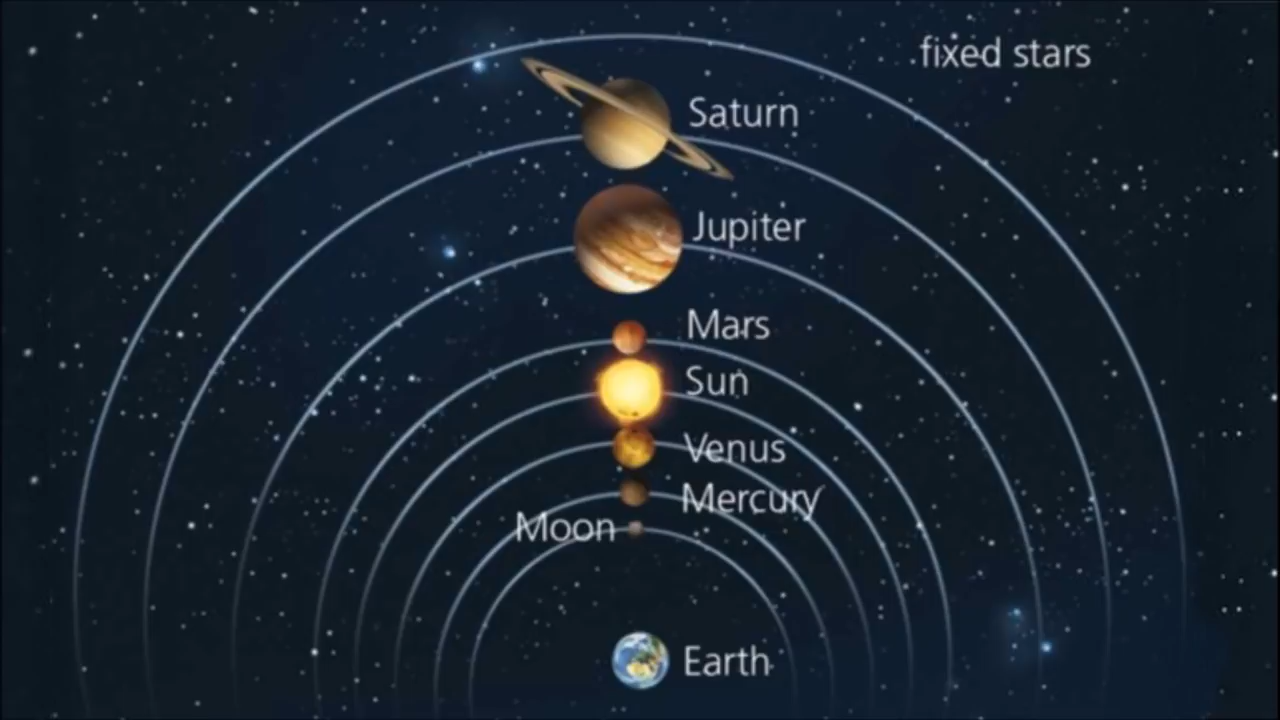 fixed stars
Saturn
Jupiter
Mars
Sun
Venus
Mercury
Moon
Earth